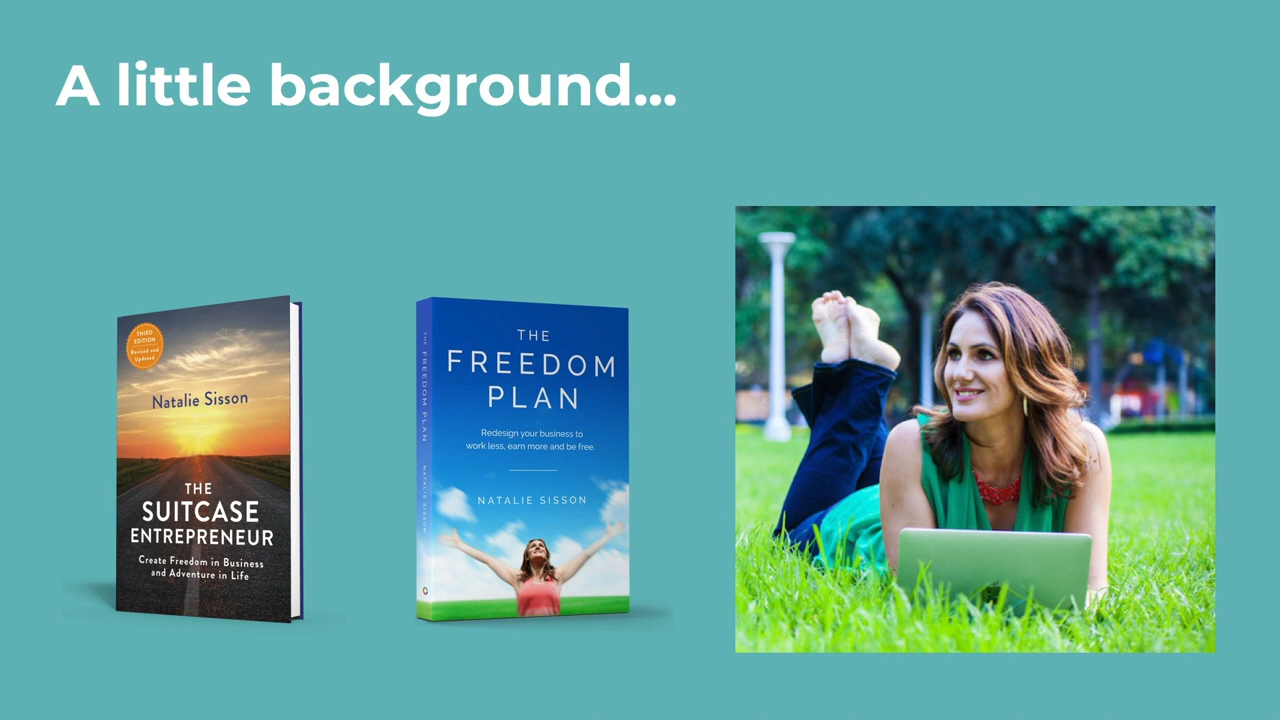 A little background...
THIRD
EDITION
Revised and
Updated
Natalie Sisson
THE
SUITCASE
ENTREPRENEUR
Create Freedom in Business
and Adventure in Life
THE FREEDOM PLAN
NATALIE SISSON
THE
FREEDOM
PLAN
Redesign your business to
work less, earn more and be free.
NATALIE SISSON